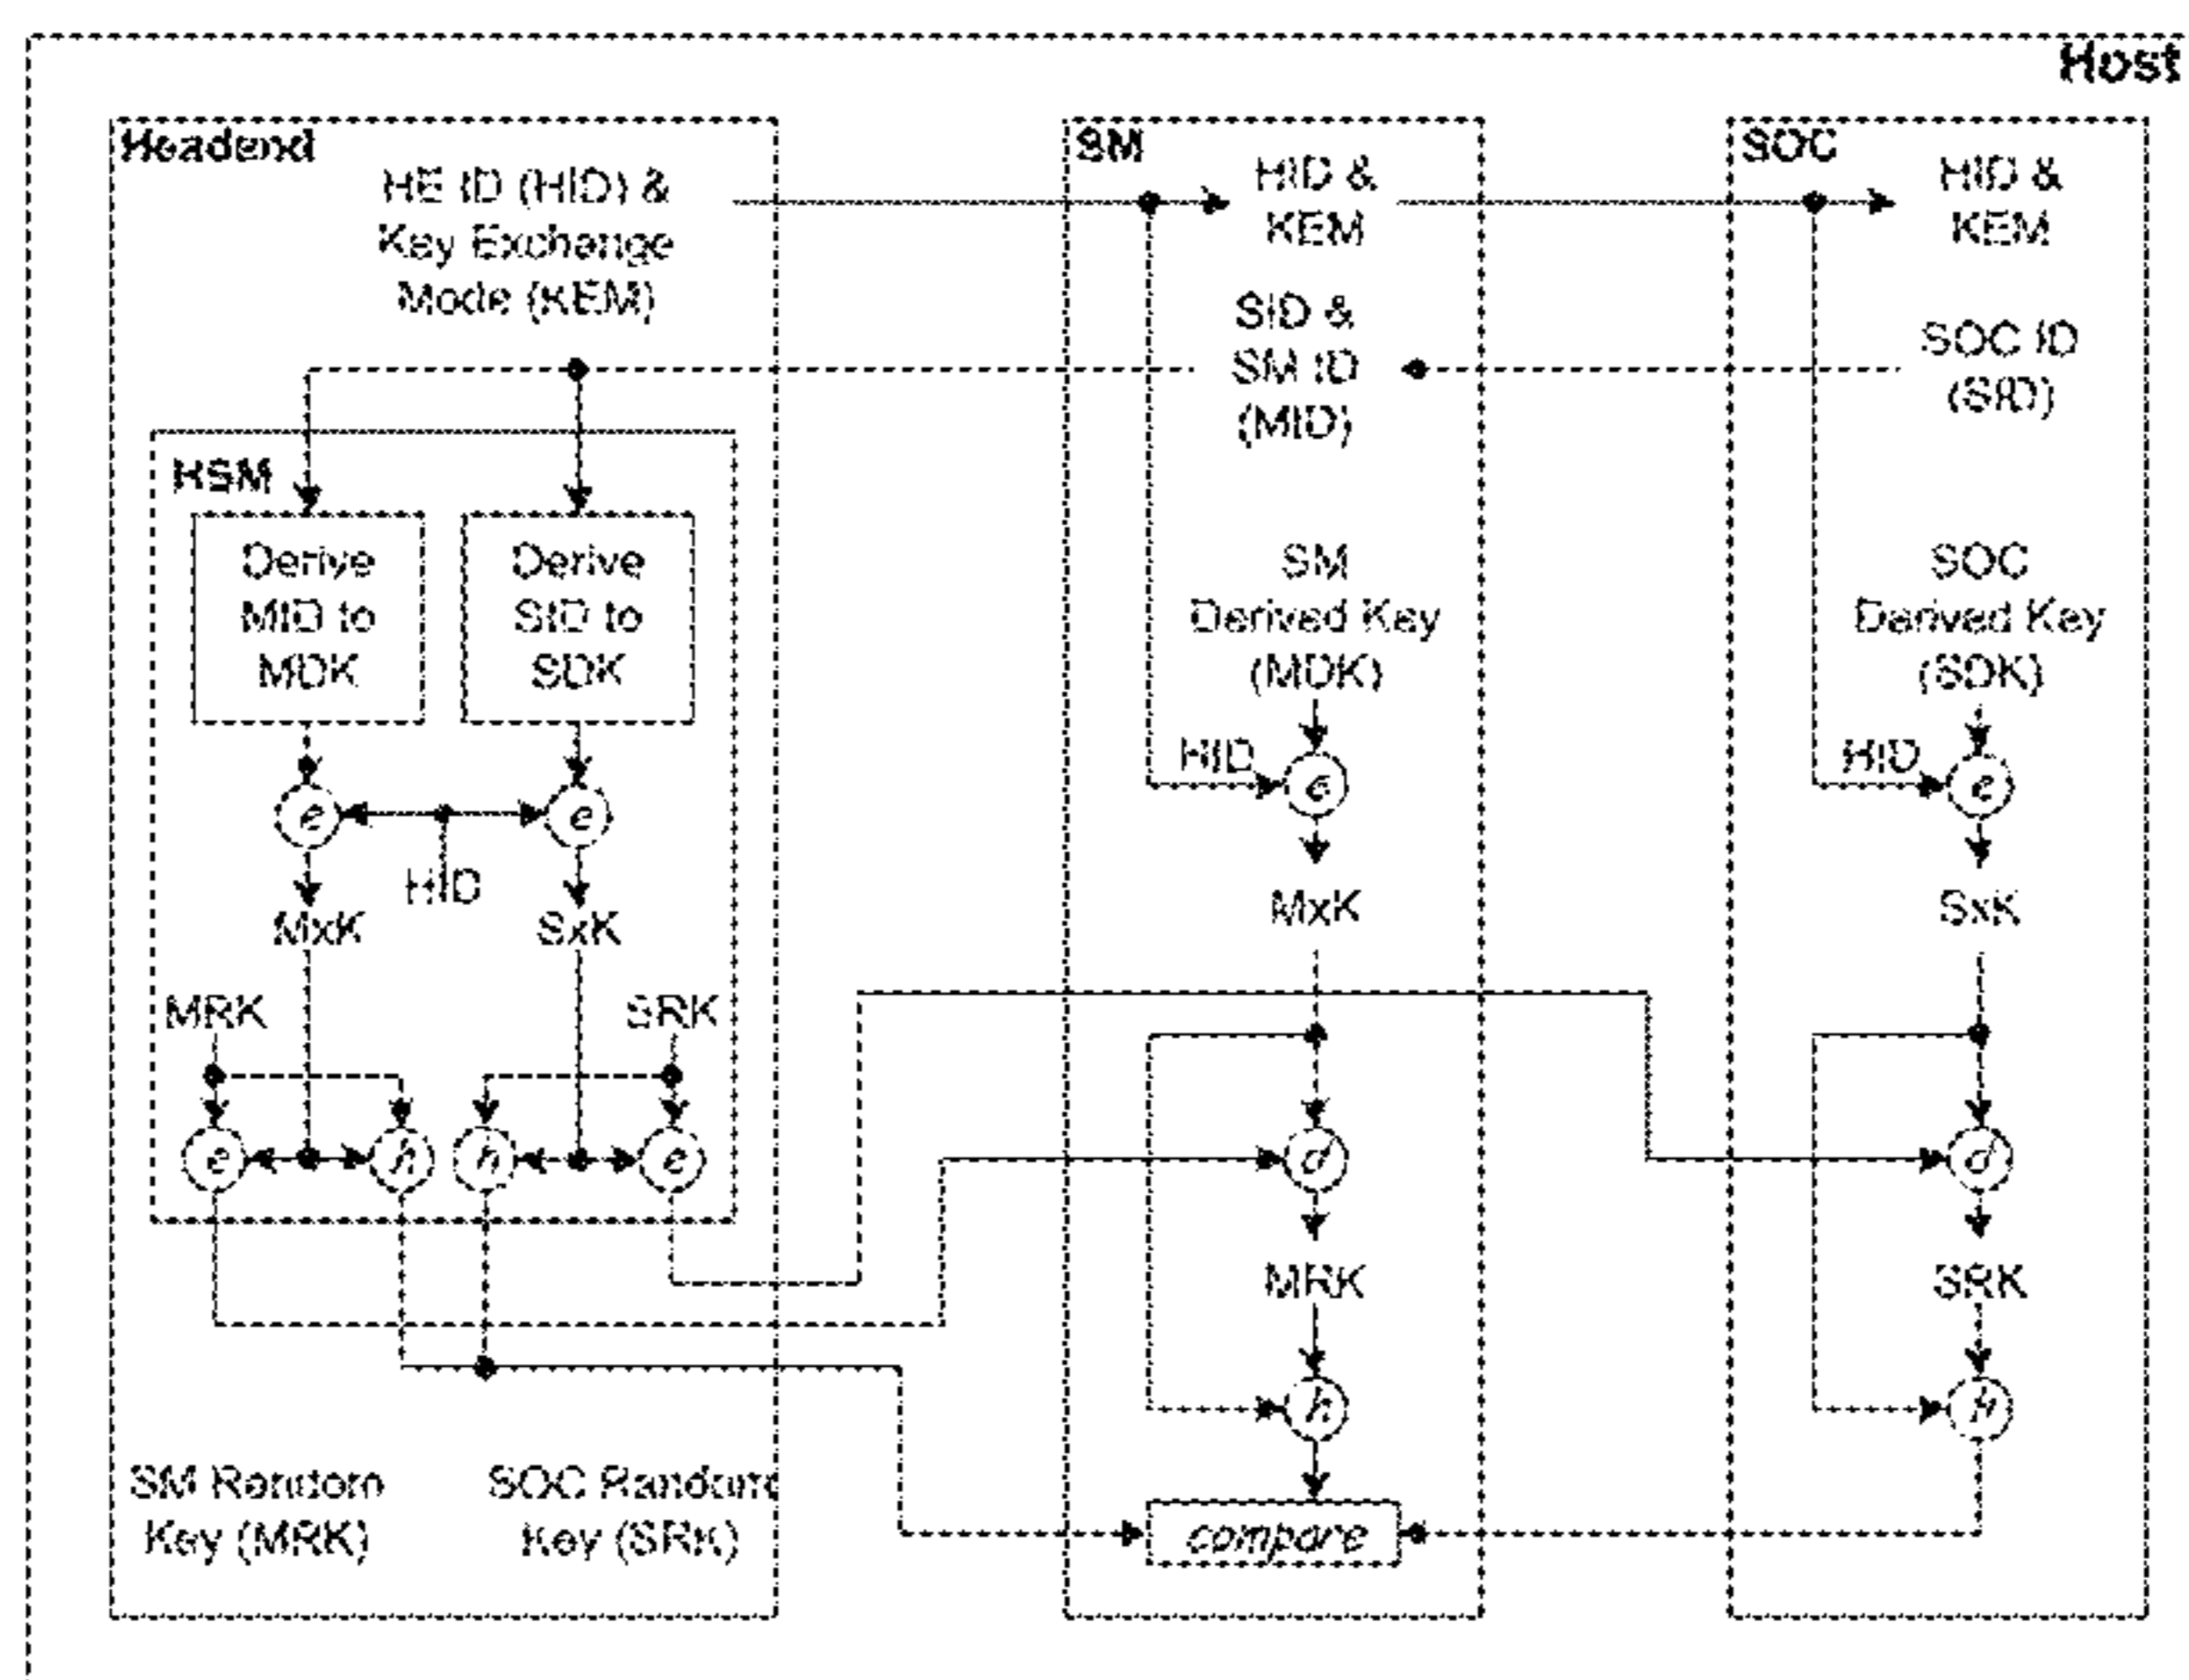 Host
Headend
HE ID (HID) &
Key Exchange
Mode (KEM)
HSM
Derive
MID to
MDK
Derive
SID to
SDK
e
e
HID
MxK
SxK
MRK
SRK
e
h
h
e
SM Random
Key (MRK)
SOC Random
Key (SRK)
SM
HID &
KEM
SID &
SM ID
(MID)
SM
Derived Key
(MDK)
HID
e
MxK
d
MRK
h
compare
SOC
HID &
KEM
SOC ID
(SID)
SOC
Derived Key
(SDK)
HID
e
SxK
d
SRK
h